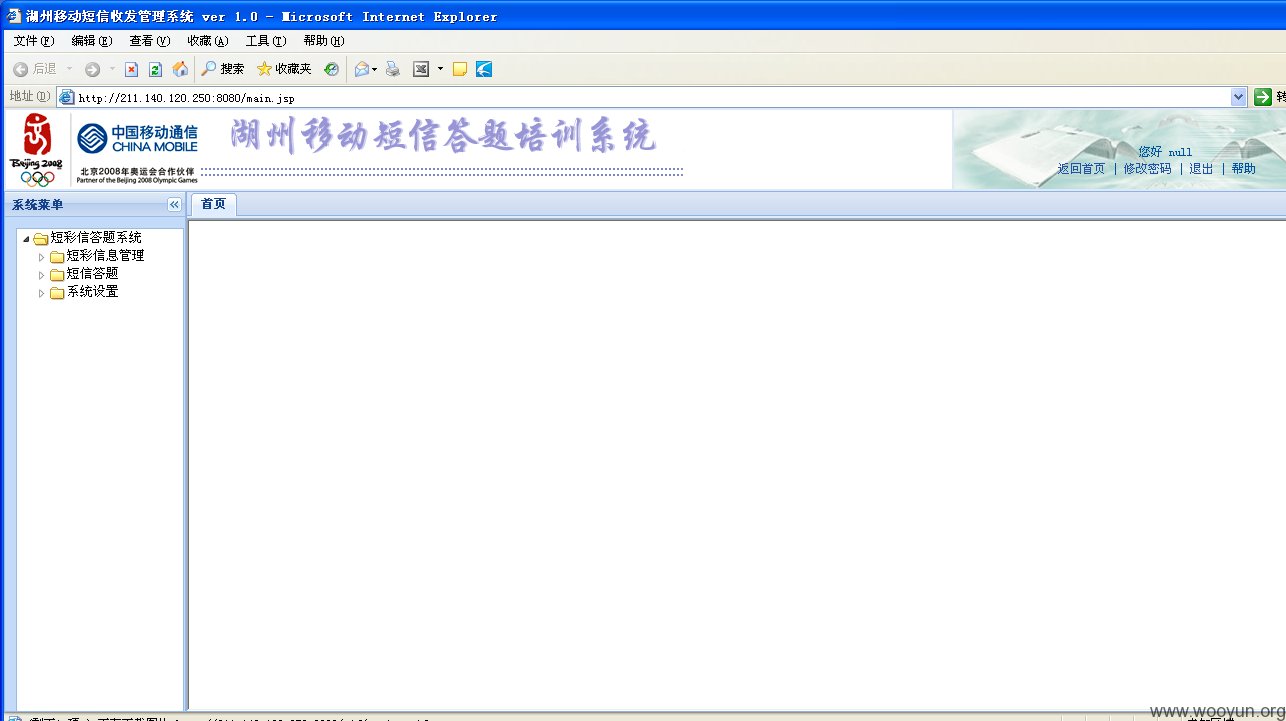 湖州移动短信收发管理系统 ver 1.0 - Microsoft Internet Explorer
文件(F) 编辑(E) 查看(V) 收藏(A) 工具(T) 帮助(H)
后退 搜索 收藏夹
地址(D) http://211.140.120.250:8080/main.jsp
Beijing 2008
中国移动通信
CHINA MOBILE
北京2008年奥运会合作伙伴
Partner of the Beijing 2008 Olympic Games
湖州移动短信答题培训系统
您好 null
返回首页 | 修改密码 | 退出 | 帮助
系统菜单
首页
短彩信答题系统
短彩信息管理
短信答题
系统设置
www.wooyun.org